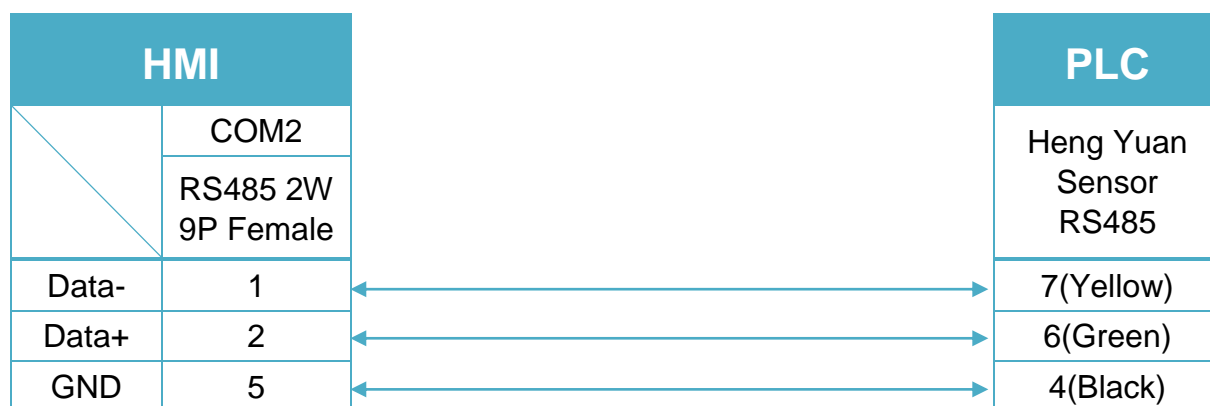 HMI
PLC
COM2
RS485 2W
9P Female
Heng Yuan
Sensor
RS485
Data- 1 7(Yellow)
Data+ 2 6(Green)
GND 5 4(Black)